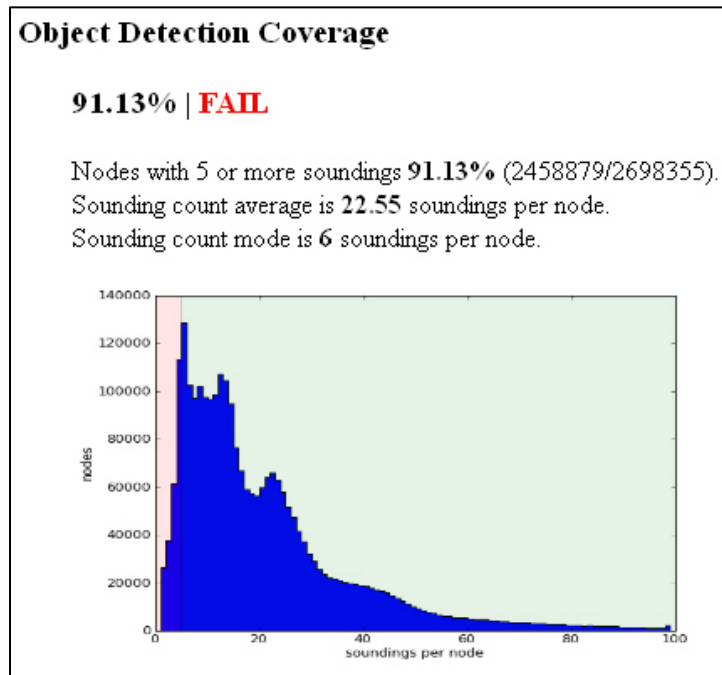 Object Detection Coverage
91.13% | FAIL
Nodes with 5 or more soundings 91.13% (2458879/2698355).
Sounding count average is 22.55 soundings per node.
Sounding count mode is 6 soundings per node.
140000
120000
100000
80000
60000
40000
20000
0
nodes
0 20 40 60 80 100
soundings per node